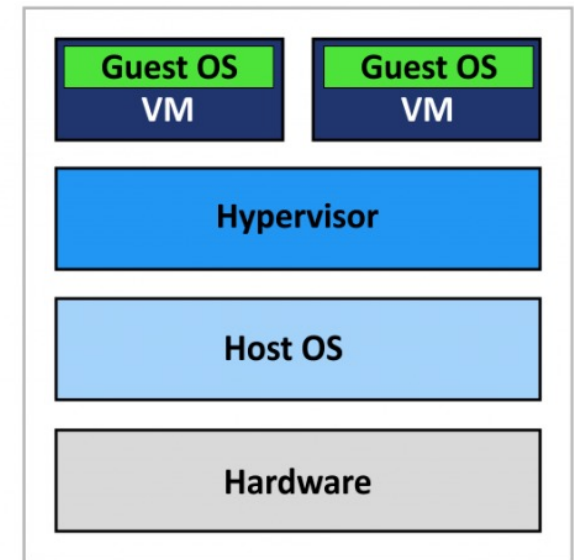 Guest OS
VM
Guest OS
VM
Hypervisor
Host OS
Hardware